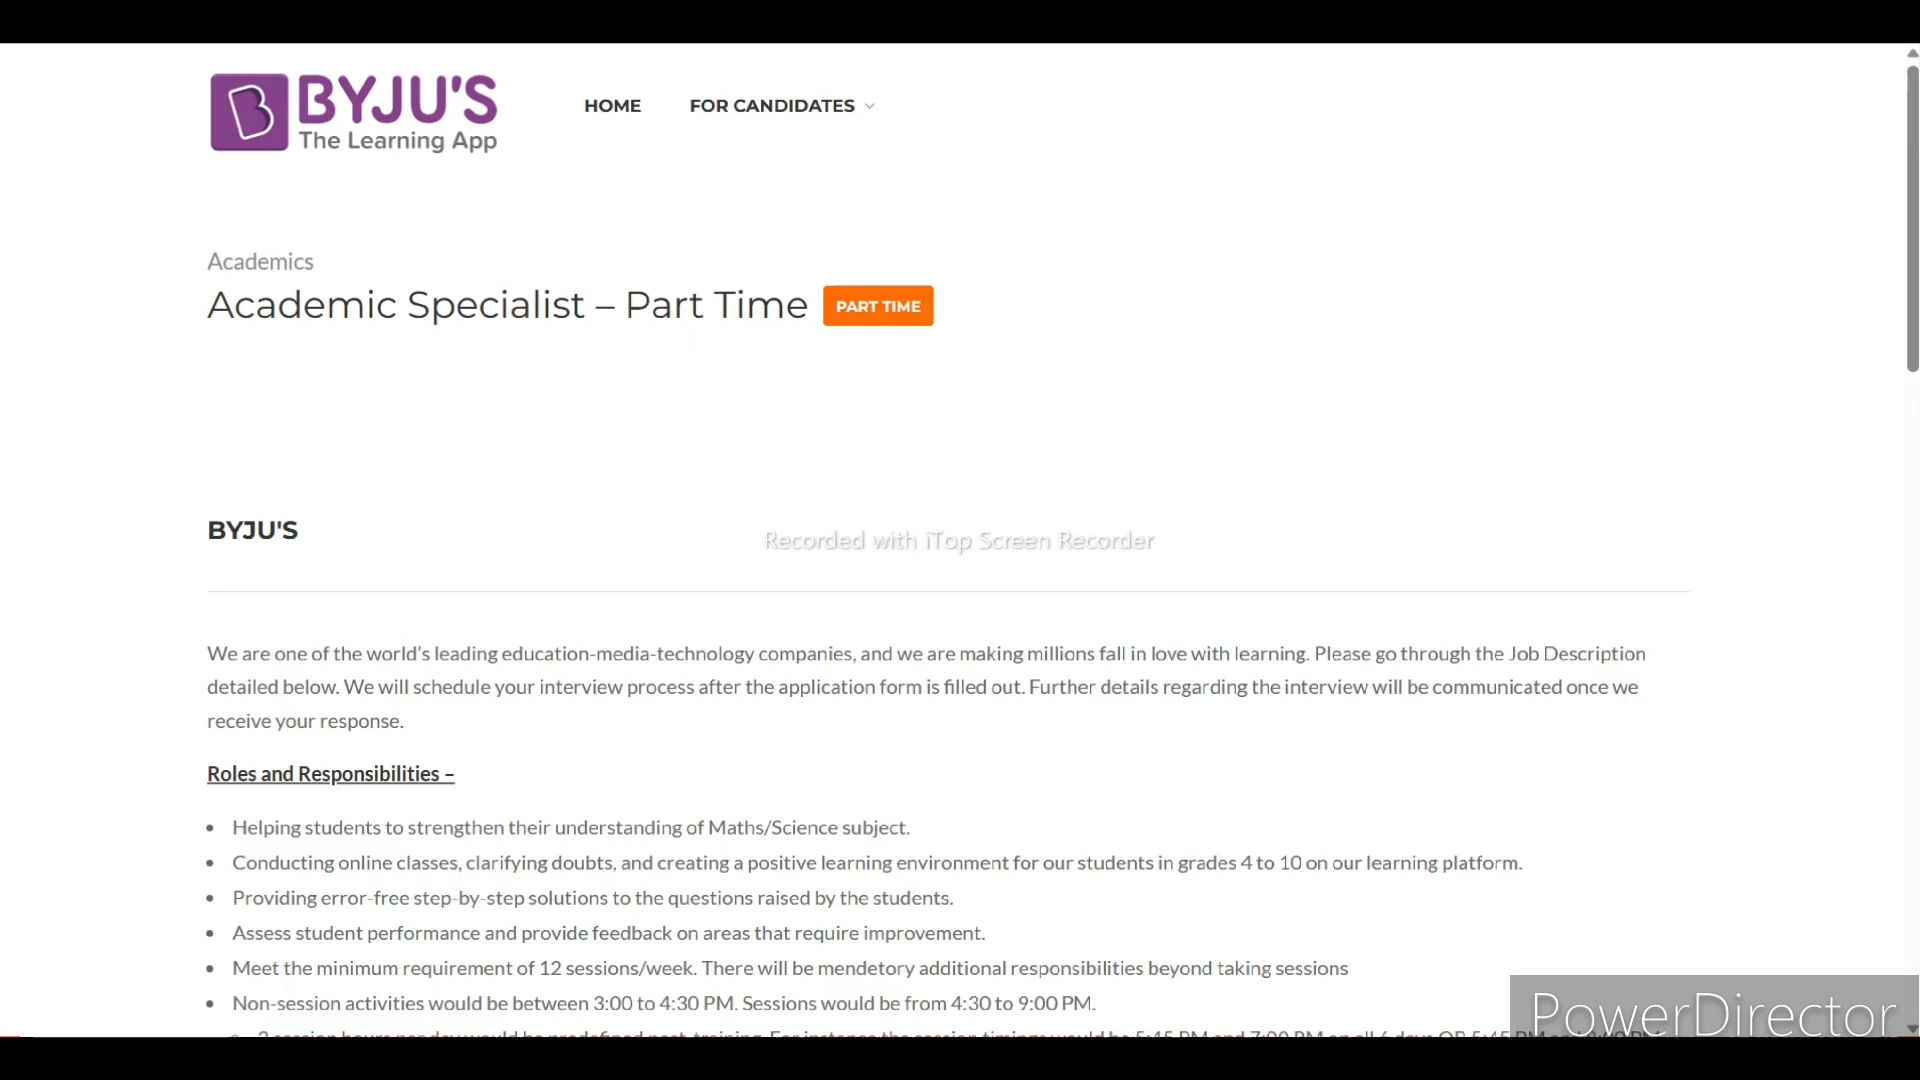 BYJU'S
The Learning App
HOME
FOR CANDIDATES
Academics
Academic Specialist – Part Time
PART TIME
BYJU'S
Recorded with iTop Screen Recorder
We are one of the world’s leading education-media-technology companies, and we are making millions fall in love with learning. Please go through the Job Description
detailed below. We will schedule your interview process after the application form is filled out. Further details regarding the interview will be communicated once we
receive your response.
Roles and Responsibilities –
Helping students to strengthen their understanding of Maths/Science subject.
Conducting online classes, clarifying doubts, and creating a positive learning environment for our students in grades 4 to 10 on our learning platform.
Providing error-free step-by-step solutions to the questions raised by the students.
Assess student performance and provide feedback on areas that require improvement.
Meet the minimum requirement of 12 sessions/week. There will be mendetory additional responsibilities beyond taking sessions
Non-session activities would be between 3:00 to 4:30 PM. Sessions would be from 4:30 to 9:00 PM.
PowerDirector